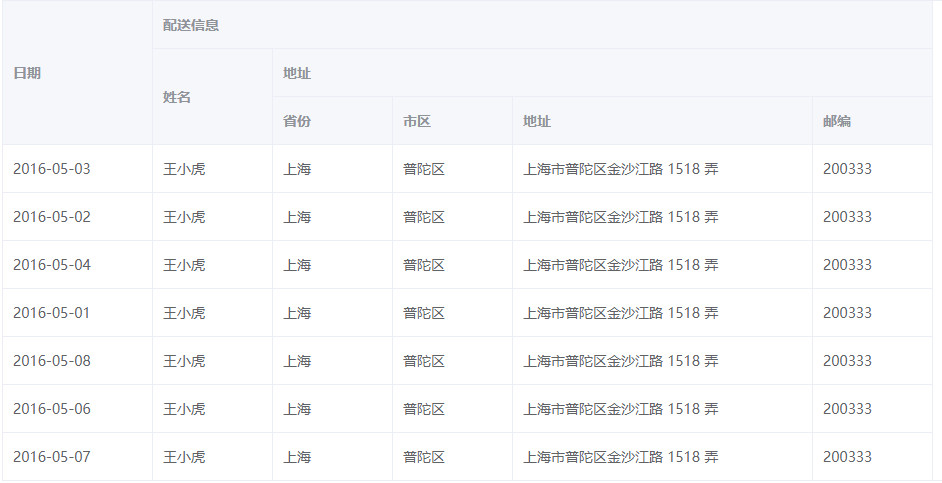 配送信息
日期
地址
姓名
省份 市区 地址 邮编
2016-05-03 王小虎 上海 普陀区 上海市普陀区金沙江路 1518 弄 200333
2016-05-02 王小虎 上海 普陀区 上海市普陀区金沙江路 1518 弄 200333
2016-05-04 王小虎 上海 普陀区 上海市普陀区金沙江路 1518 弄 200333
2016-05-01 王小虎 上海 普陀区 上海市普陀区金沙江路 1518 弄 200333
2016-05-08 王小虎 上海 普陀区 上海市普陀区金沙江路 1518 弄 200333
2016-05-06 王小虎 上海 普陀区 上海市普陀区金沙江路 1518 弄 200333
2016-05-07 王小虎 上海 普陀区 上海市普陀区金沙江路 1518 弄 200333